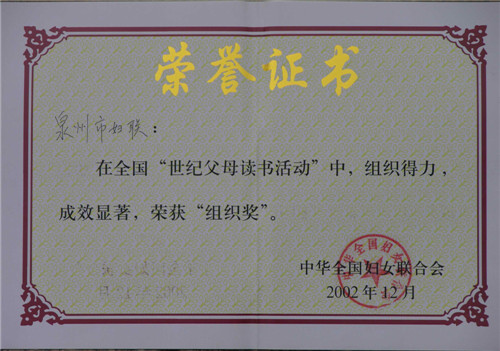 荣誉证书
泉州市妇联：
在全国“世纪父母读书活动”中，组织得力，
成效显著，荣获“组织奖”。
中华全国妇女联合会
2002年12月